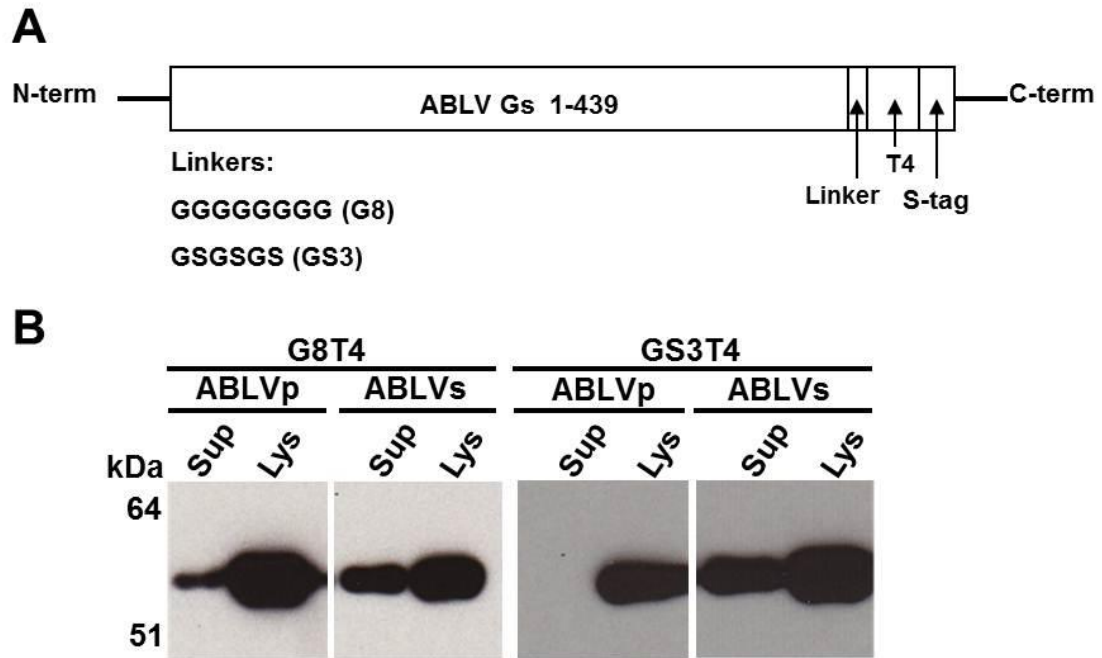 A
N-term
ABLV Gs 1-439
C-term
Linkers:
GGGGGGGG (G8)
GSGSGS (GS3)
Linker
T4
S-tag
B
G8T4
GS3T4
ABLVp
ABLVs
ABLVp
ABLVs
kDa
Sup
Lys
Sup
Lys
Sup
Lys
Sup
Lys
64
51